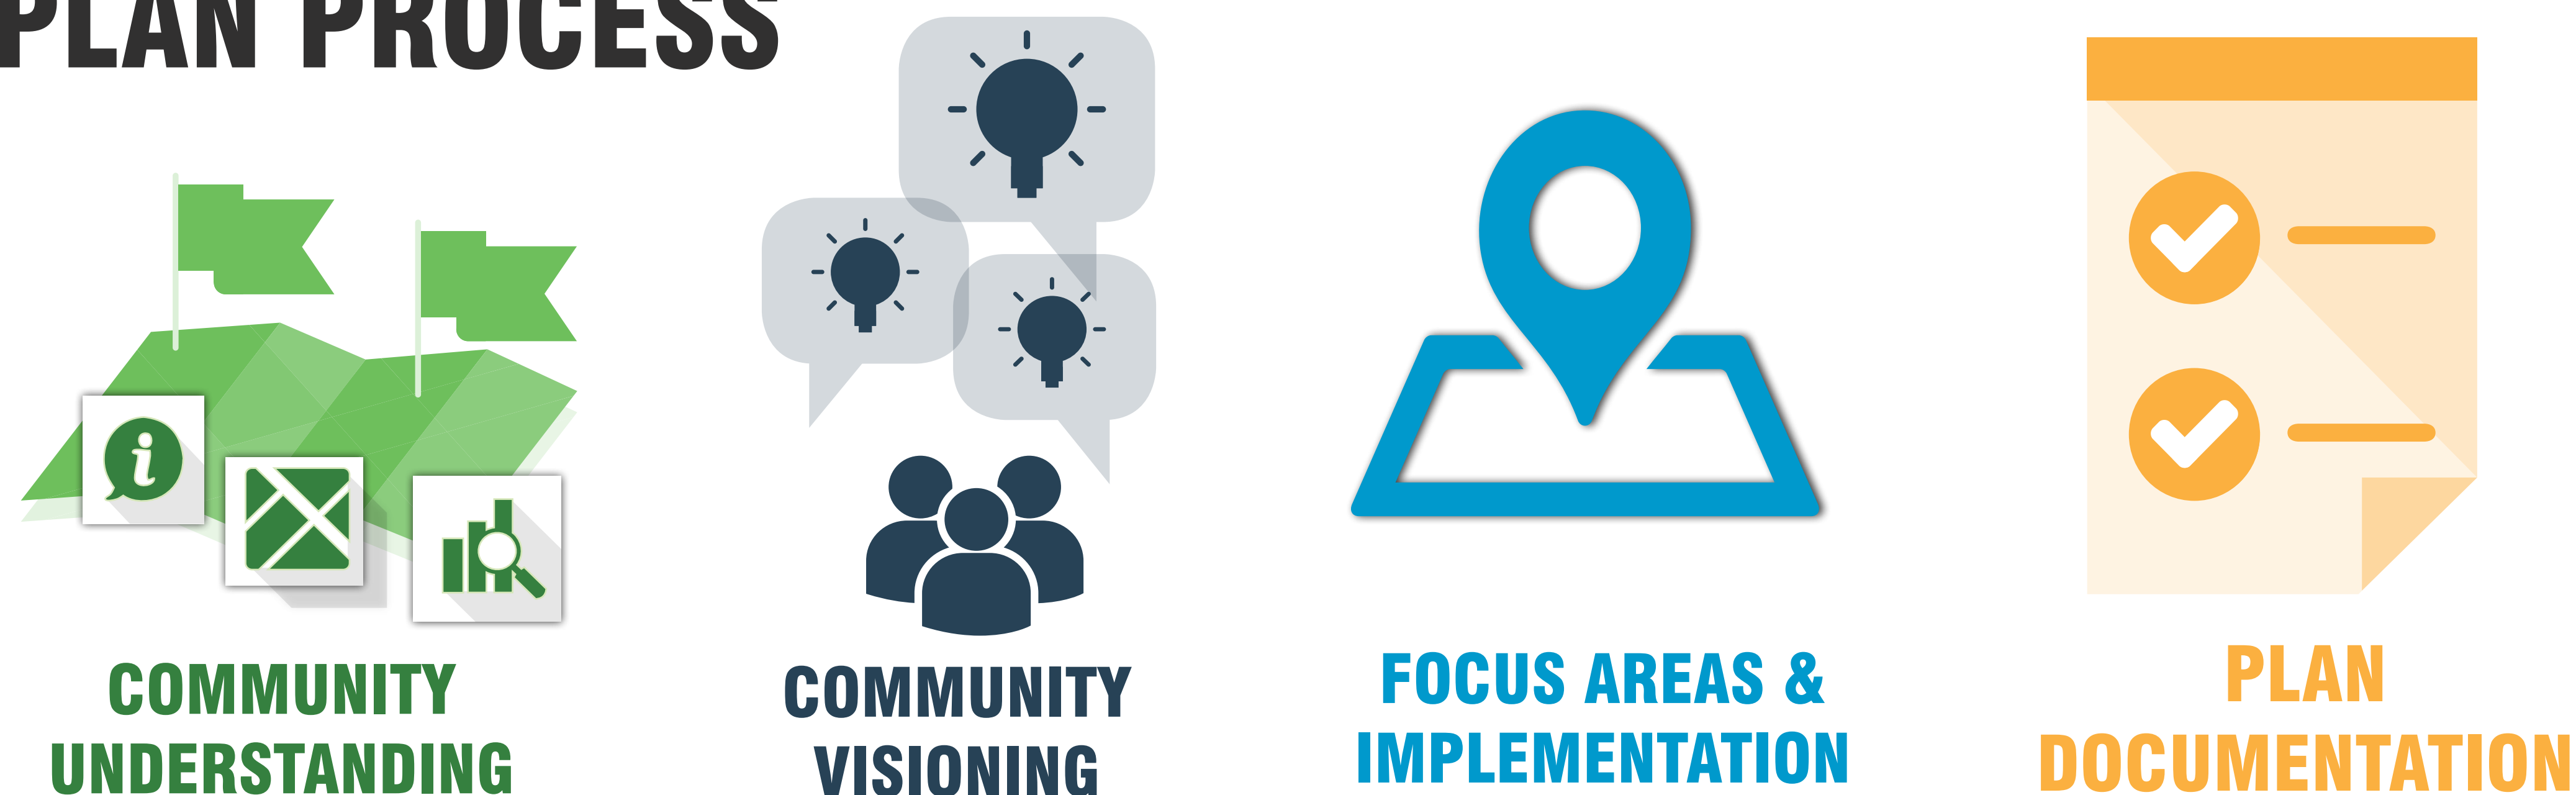 PLAN PROCESS
COMMUNITY
UNDERSTANDING
COMMUNITY
VISIONING
FOCUS AREAS &
IMPLEMENTATION
PLAN
DOCUMENTATION